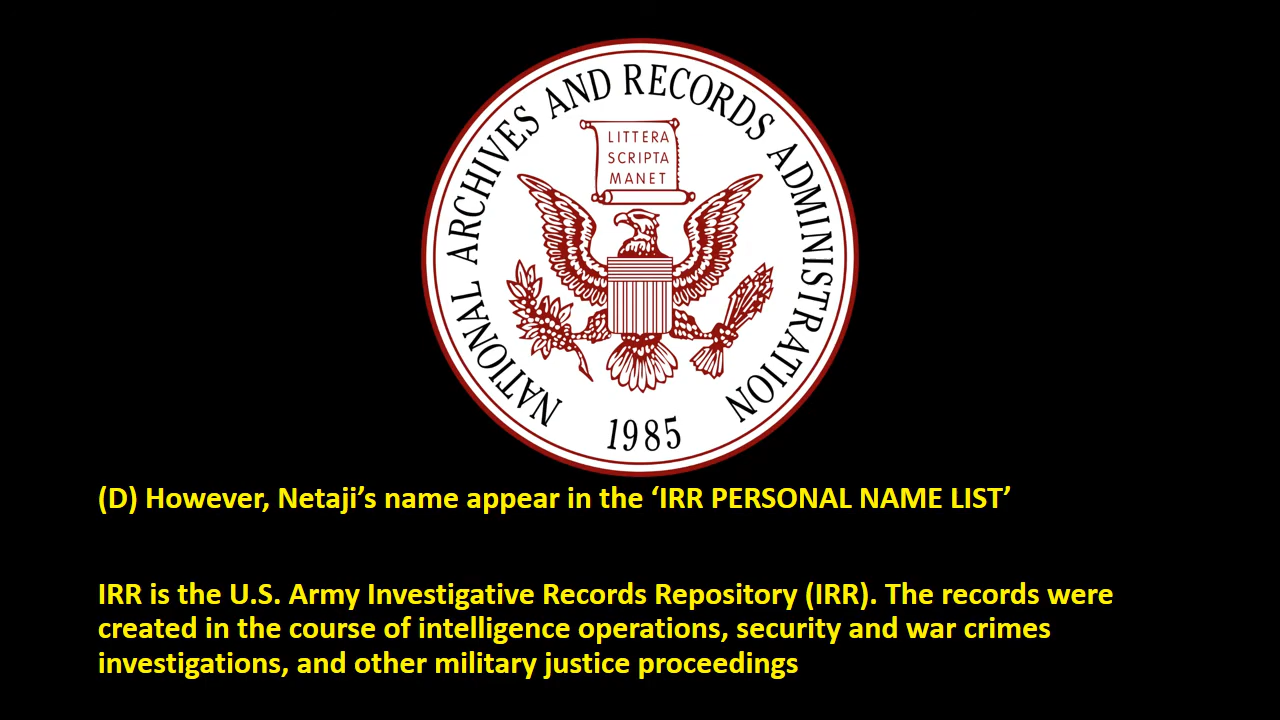 NATIONAL ARCHIVES AND RECORDS ADMINISTRATION
LITTERA
SCRIPTA
MANET
1985
(D) However, Netaji’s name appear in the ‘IRR PERSONAL NAME LIST’
IRR is the U.S. Army Investigative Records Repository (IRR). The records were
created in the course of intelligence operations, security and war crimes
investigations, and other military justice proceedings